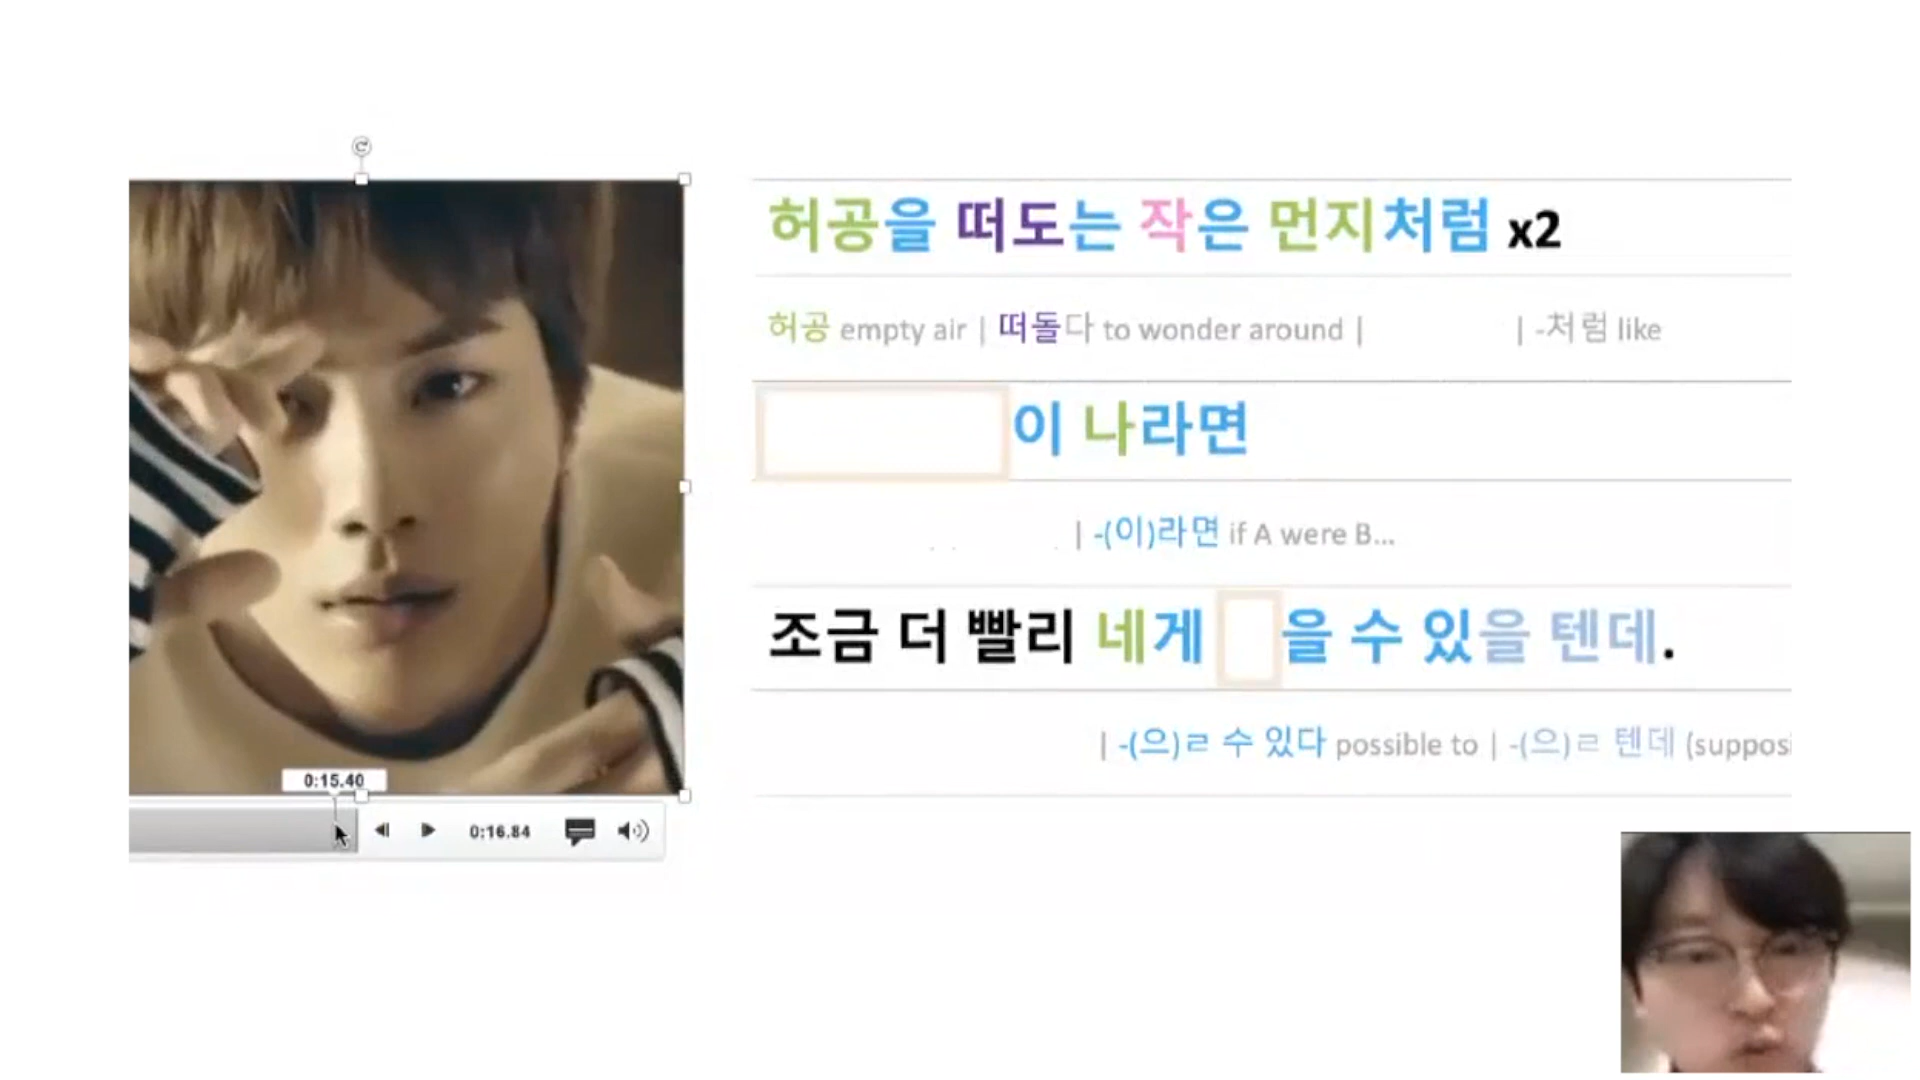 허공을 떠도는 작은 먼지처럼 x2
허공 empty air | 떠돌다 to wonder around | | -처럼 like
이 나라면
| -(이)라면 if A were B...
조금 더 빨리 네게 을 수 있을 텐데.
| -(으)ㄹ 수 있다 possible to | -(으)ㄹ 텐데 (supposi
0:15.40
0:16.84